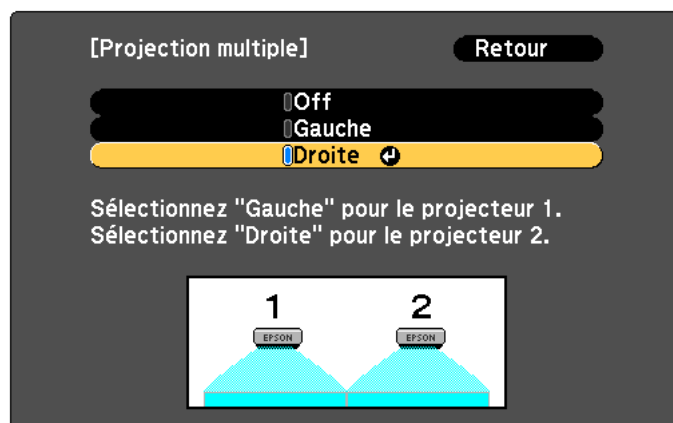 [Projection multiple] Retour
Off
Gauche
Droite
Sélectionnez "Gauche" pour le projecteur 1.
Sélectionnez "Droite" pour le projecteur 2.
1 2
EPSON EPSON